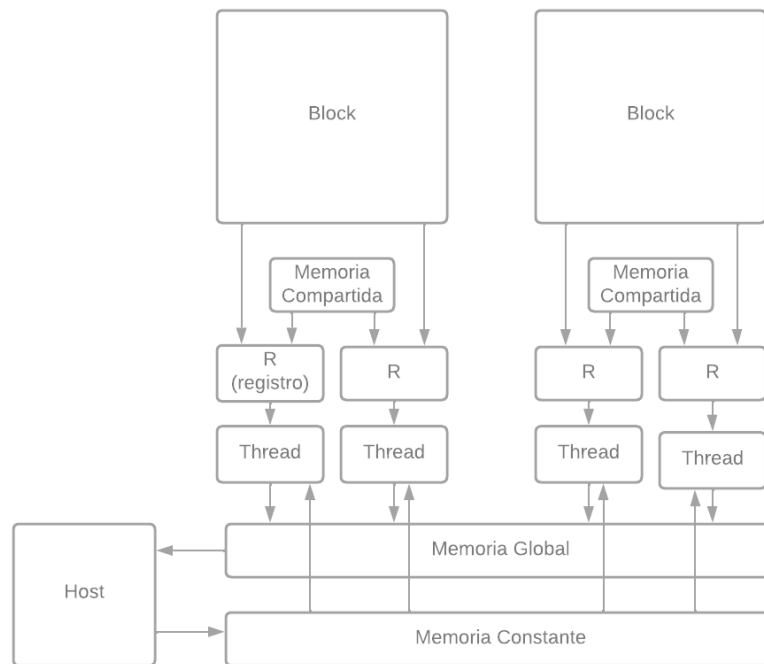 Block
Block
Memoria
Compartida
Memoria
Compartida
R
(registro)
R
R
R
Thread
Thread
Thread
Thread
Memoria Global
Host
Memoria Constante